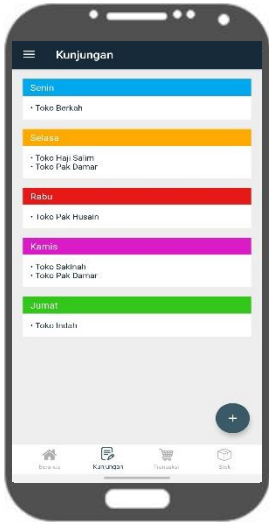 Kunjungan
Senin
• Toko Berkah
Selasa
• Toko Haji Salim
• Toko Pak Damar
Rabu
• Toko Pak Husain
Kamis
• Toko Sakinah
• Toko Pak Damar
Jumat
• Toko Indah
+
Beranda Kunjungan Transaksi Stok